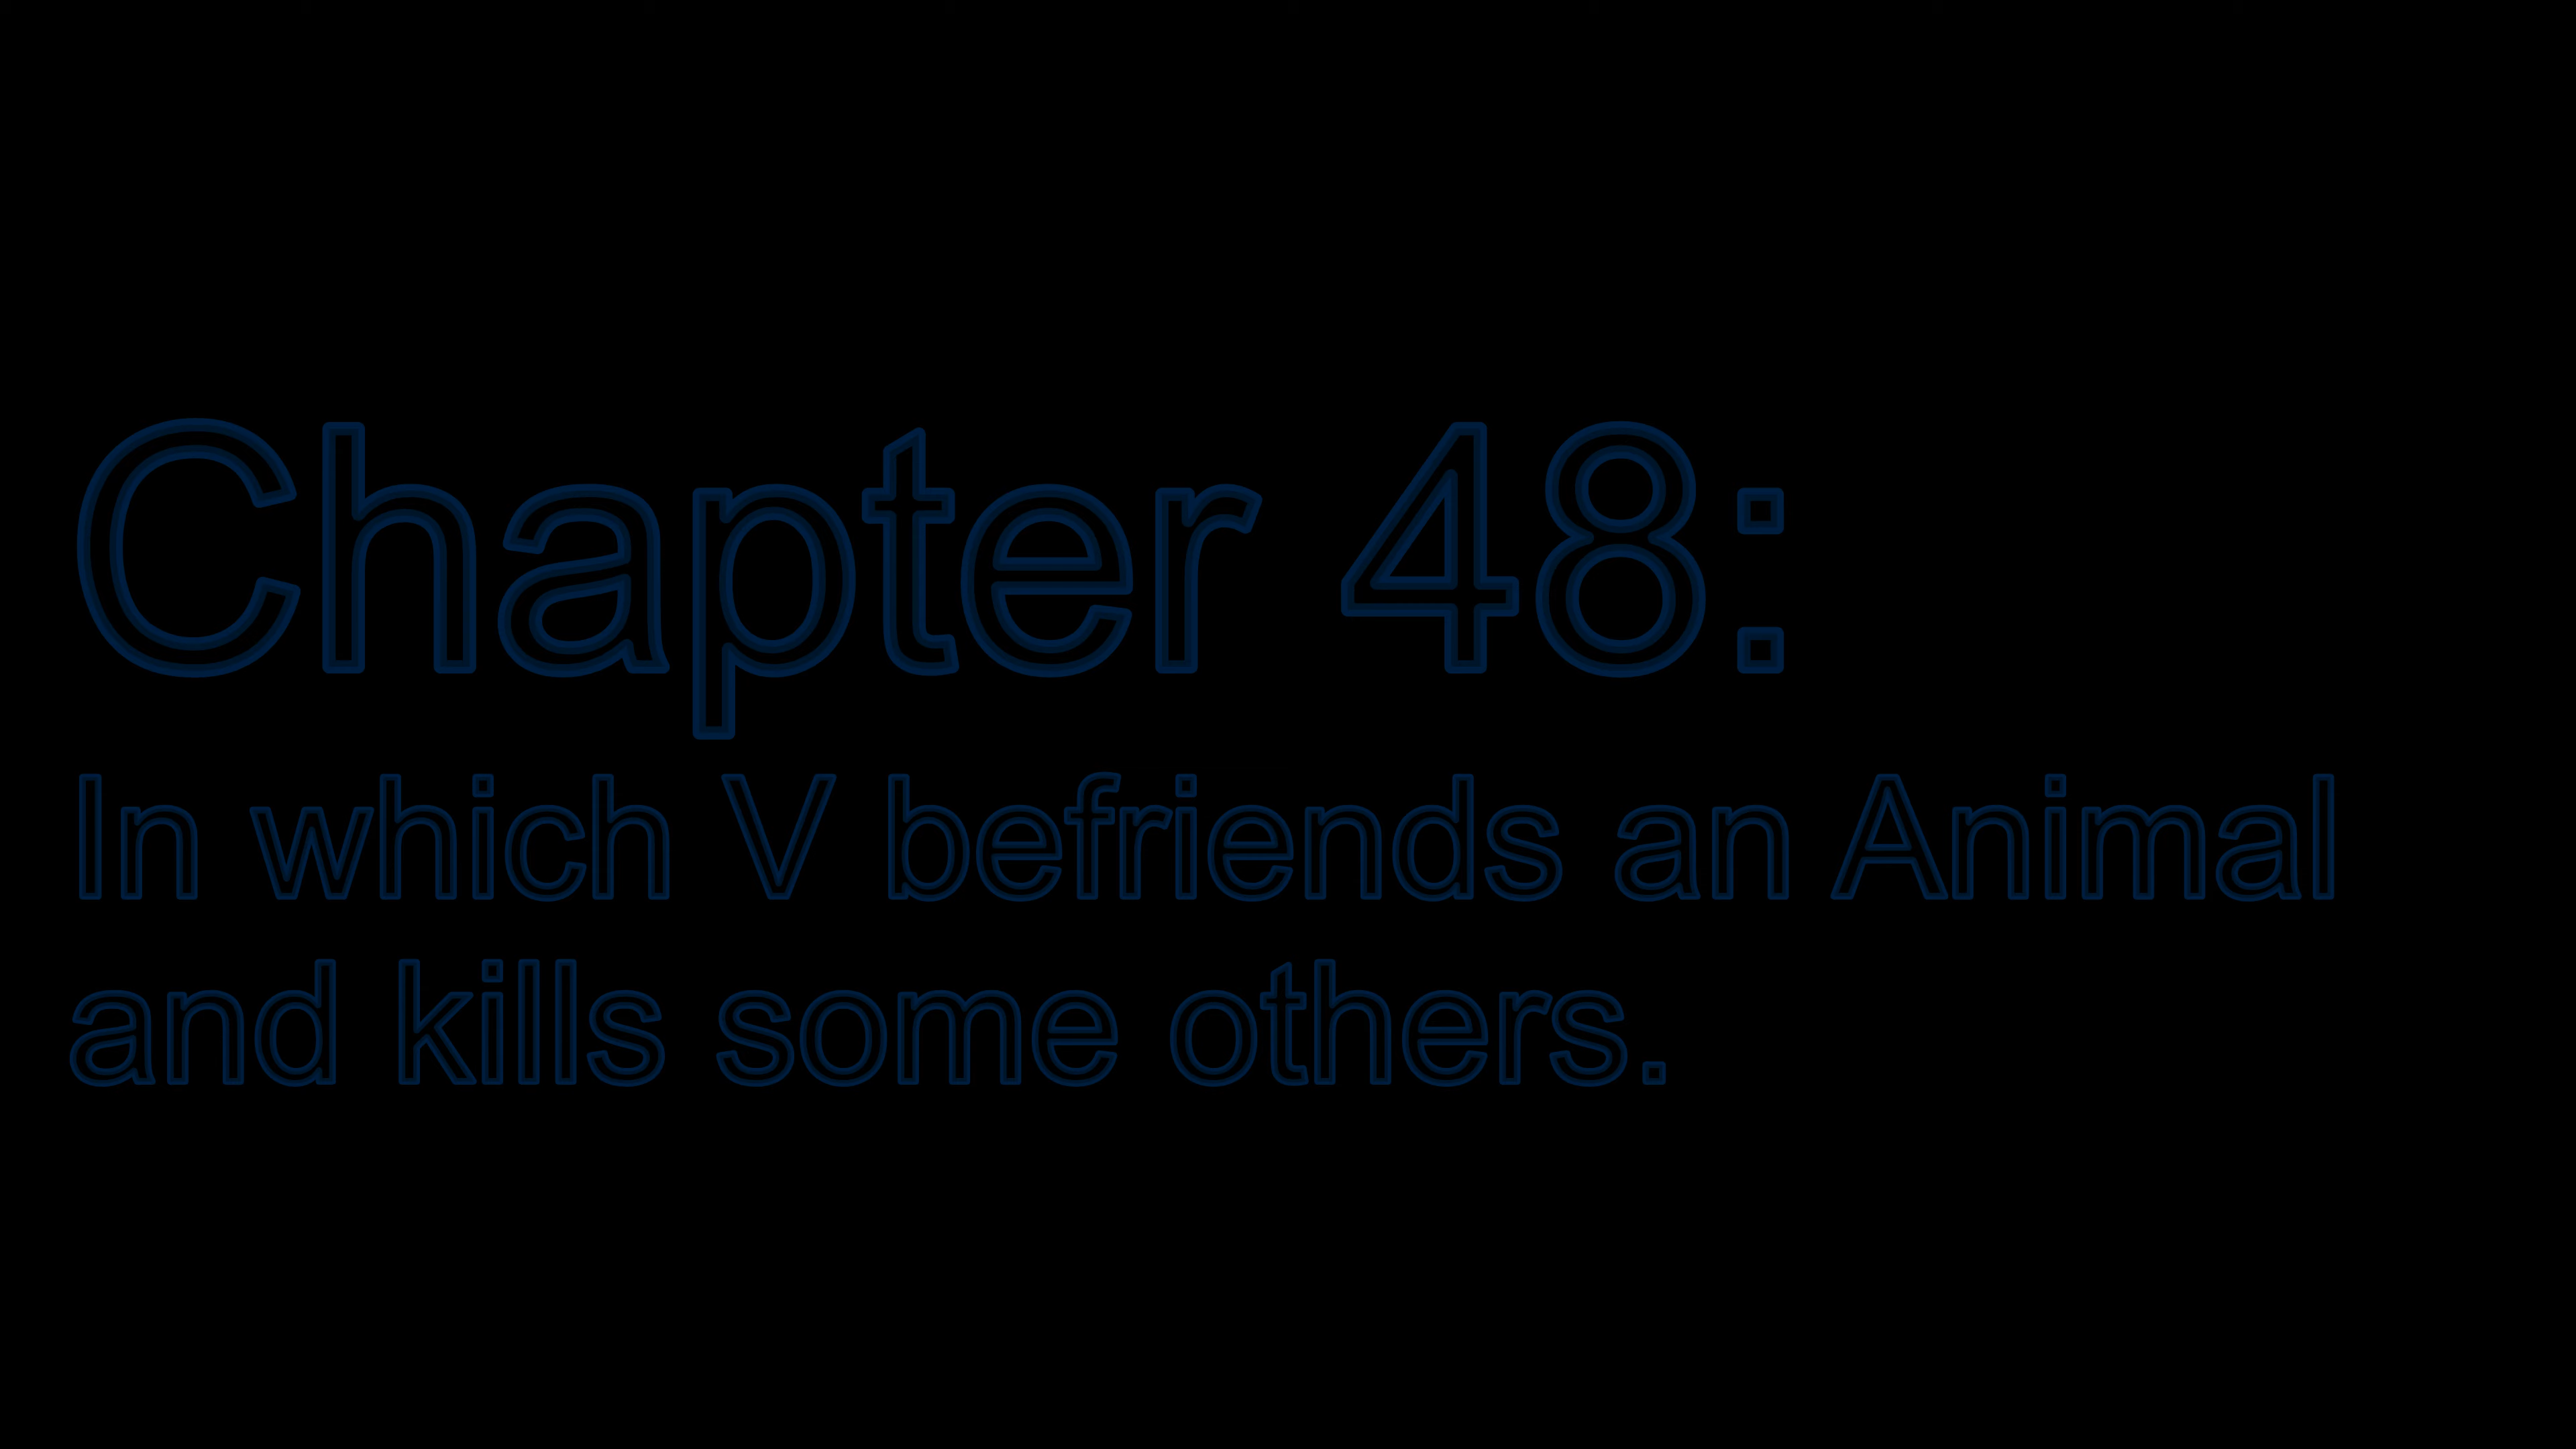 Chapter 48:
In which V befriends an Animal
and kills some others.